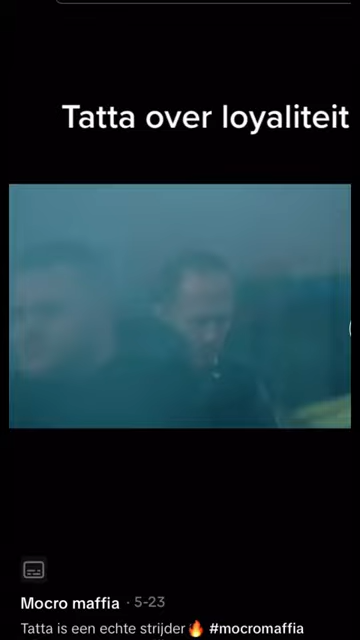 Tatta over loyaliteit
Mocro maffia · 5-23
Tatta is een echte strijder🔥 #mocromaffia